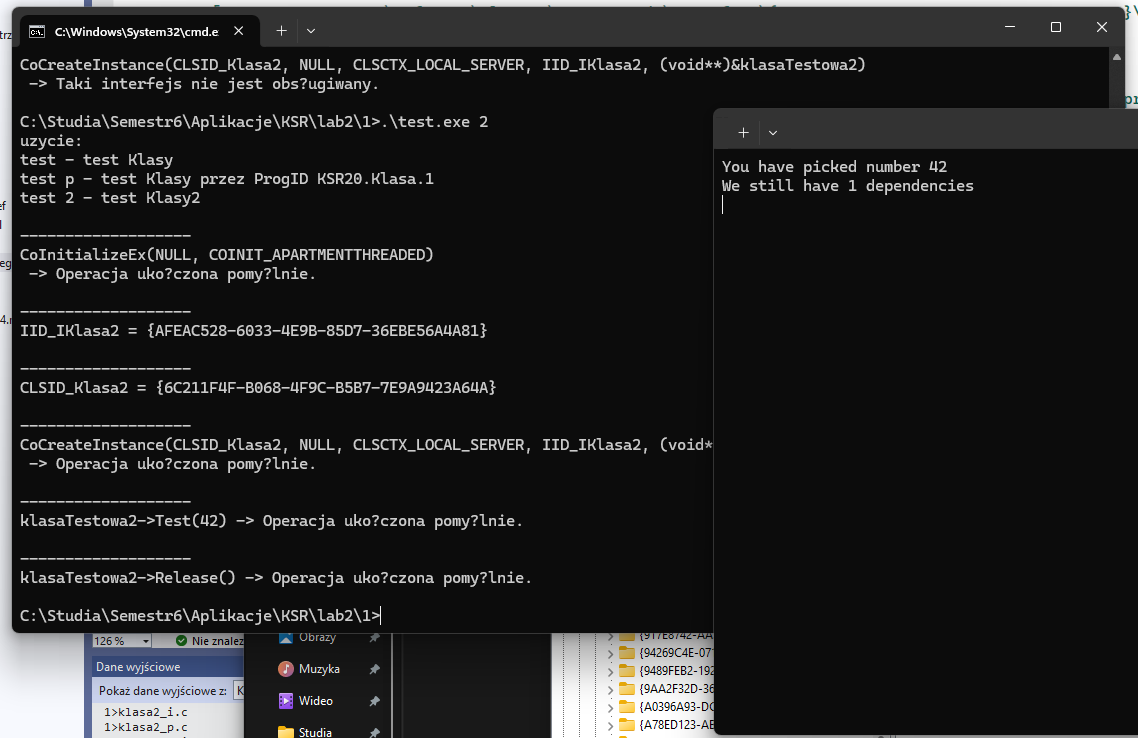 C:\Windows\System32\cmd.e
CoCreateInstance(CLSID_Klasa2, NULL, CLSCTX_LOCAL_SERVER, IID_IKlasa2, (void**)&klasaTestowa2)
-> Taki interfejs nie jest obs?ugiwany.
C:\Studia\Semestr6\Aplikacje\KSR\lab2\1>.\test.exe 2
uzycie:
test - test Klasy
test p - test Klasy przez ProgID KSR20.Klasa.1
test 2 - test Klasy2
-------------------
CoInitializeEx(NULL, COINIT_APARTMENTTHREADED)
-> Operacja uko?czona pomy?lnie.
-------------------
IID_IKlasa2 = {AFEAC528-6033-4E9B-85D7-36EBE56A4A81}
-------------------
CLSID_Klasa2 = {6C211F4F-B068-4F9C-B5B7-7E9A9423A64A}
-------------------
CoCreateInstance(CLSID_Klasa2, NULL, CLSCTX_LOCAL_SERVER, IID_IKlasa2, (void*
-> Operacja uko?czona pomy?lnie.
-------------------
klasaTestowa2->Test(42) -> Operacja uko?czona pomy?lnie.
-------------------
klasaTestowa2->Release() -> Operacja uko?czona pomy?lnie.
C:\Studia\Semestr6\Aplikacje\KSR\lab2\1>
You have picked number 42
We still have 1 dependencies
126 %
Nie znalez
Dane wyjściowe
Pokaż dane wyjściowe z: K
1>klasa2_i.c
1>klasa2_p.c
Obrazy
Muzyka
Wideo
Studia
{917E8742-AA
{94269C4E-071
{9489FEB2-192
{9AA2F32D-36
{A0396A93-DC
{A78ED123-AE